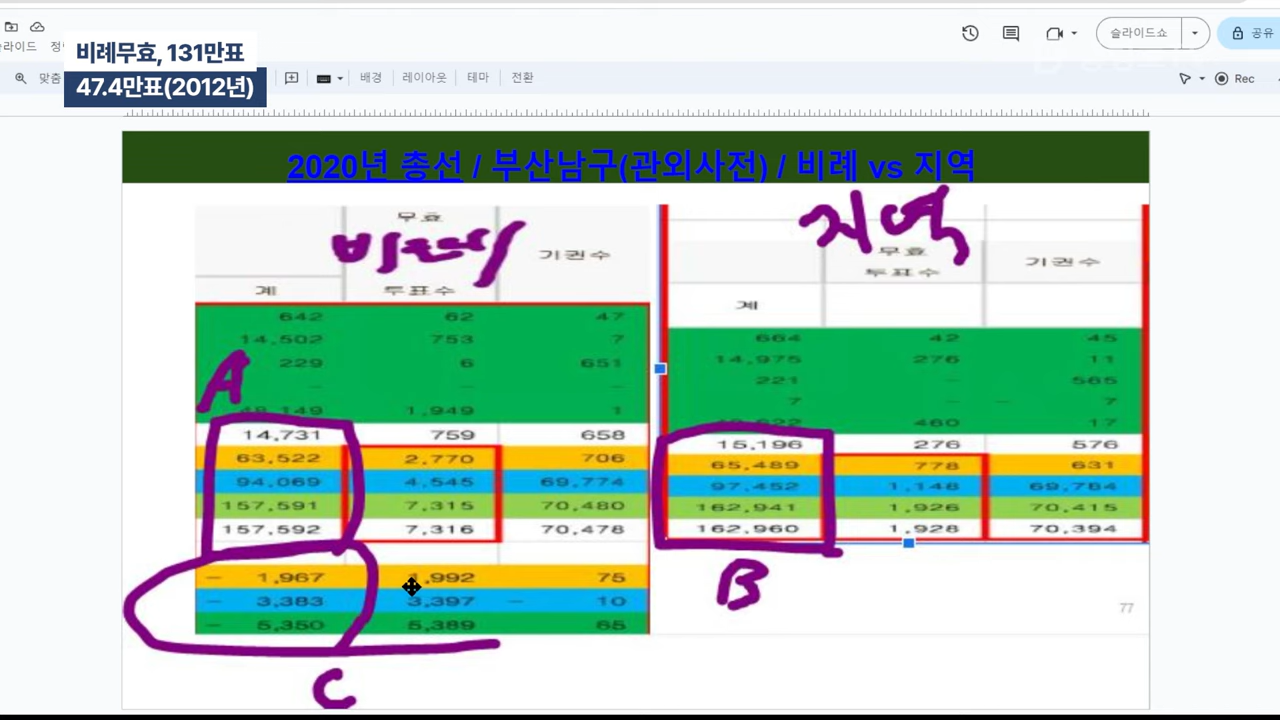 비례무효, 131만표
47.4만표(2012년)
슬라이드쇼
공유
맞춤
배경
레이아웃
테마
전환
Rec
2020년 총선 / 부산남구(관외사전) / 비례 vs 지역
비례
무효
투표수
기권수
계
642 62 47
14,502 753 7
229 6 651
– – –
149 1,949 1
14,731 759 658
63,522 2,770 706
94,069 4,545 69,774
157,591 7,315 70,480
157,592 7,316 70,478
– 1,967 1,992 75
– 3,383 3,397 – 10
– 5,350 5,389 65
A
C
지역
무효
투표수
기권수
계
664 42 45
14,975 276 11
221 – 585
7 – – 7
460 17
15,196 276 576
65,489 778 631
97,452 1,148 69,784
162,941 1,926 70,415
162,960 1,928 70,394
B
77